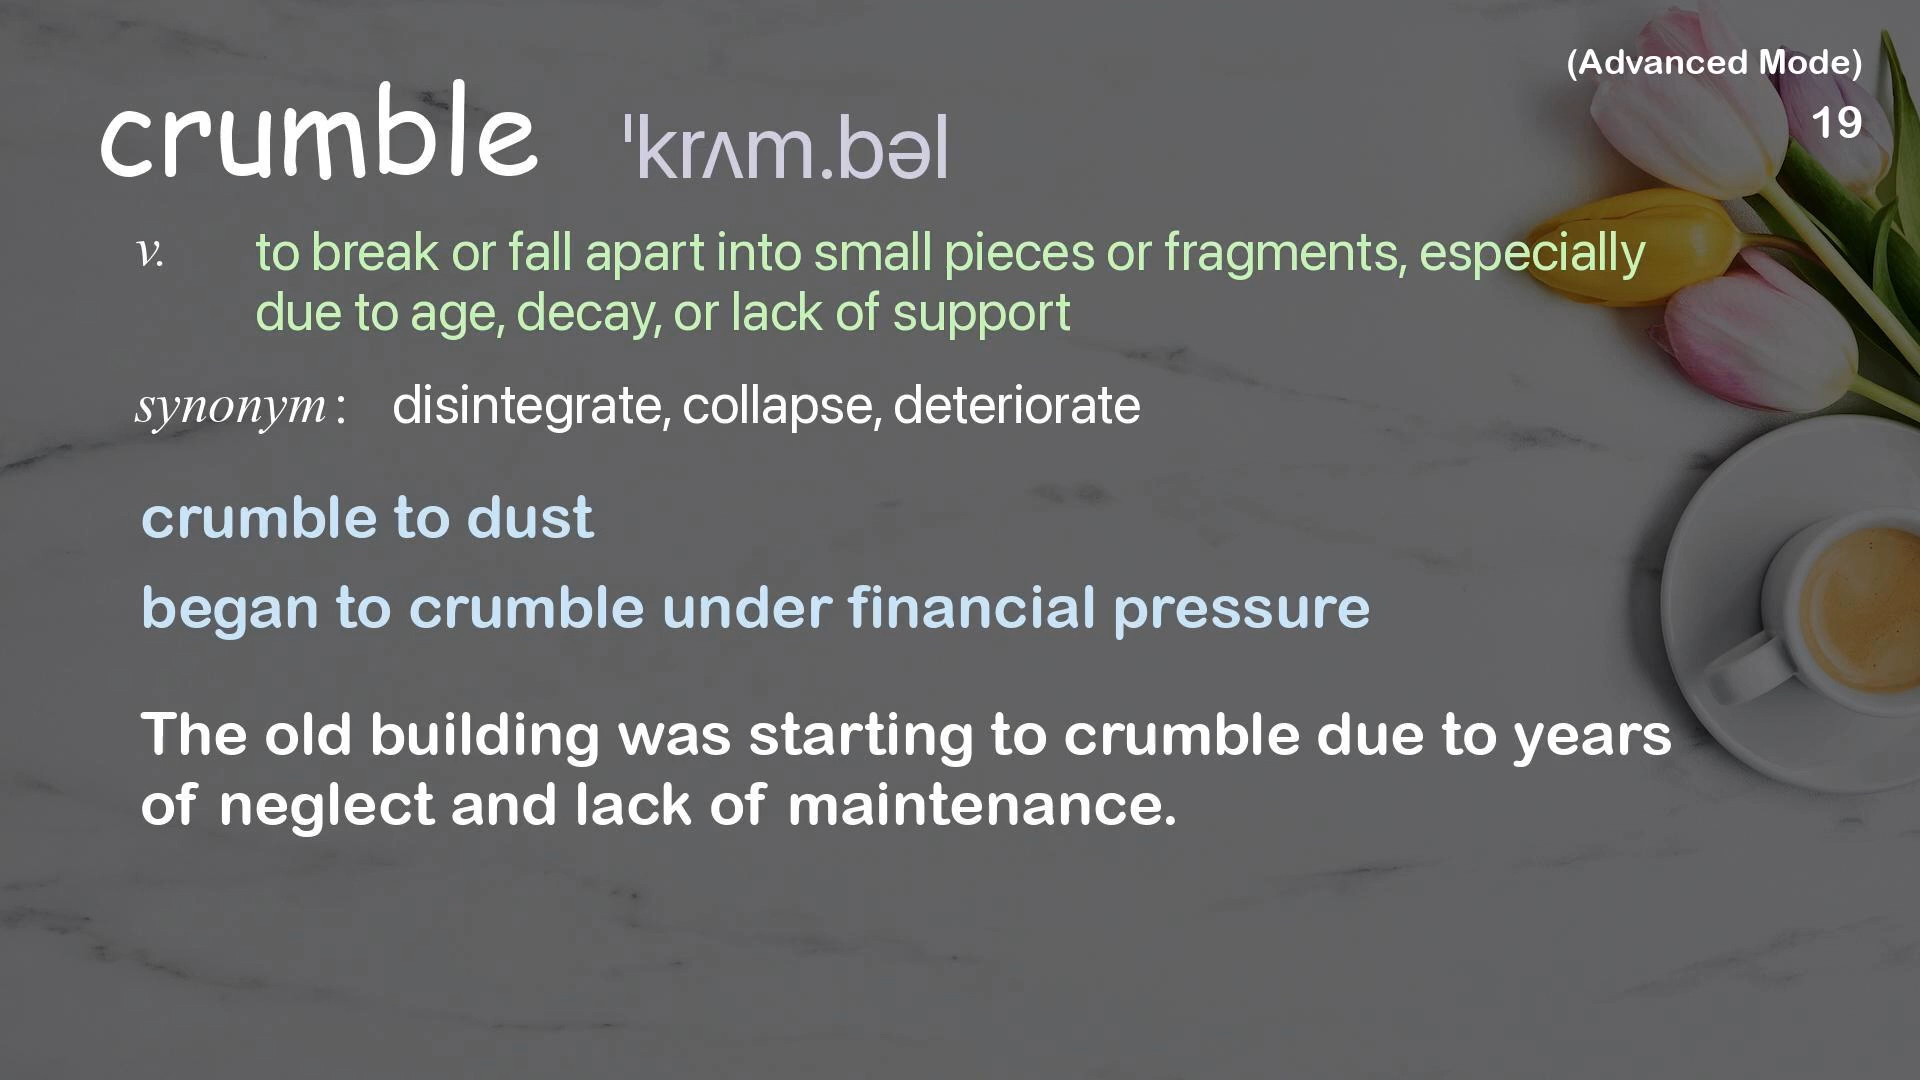 (Advanced Mode)
19
crumble ˈkrʌm.bəl
v. to break or fall apart into small pieces or fragments, especially
due to age, decay, or lack of support
synonym : disintegrate, collapse, deteriorate
crumble to dust
began to crumble under financial pressure
The old building was starting to crumble due to years
of neglect and lack of maintenance.